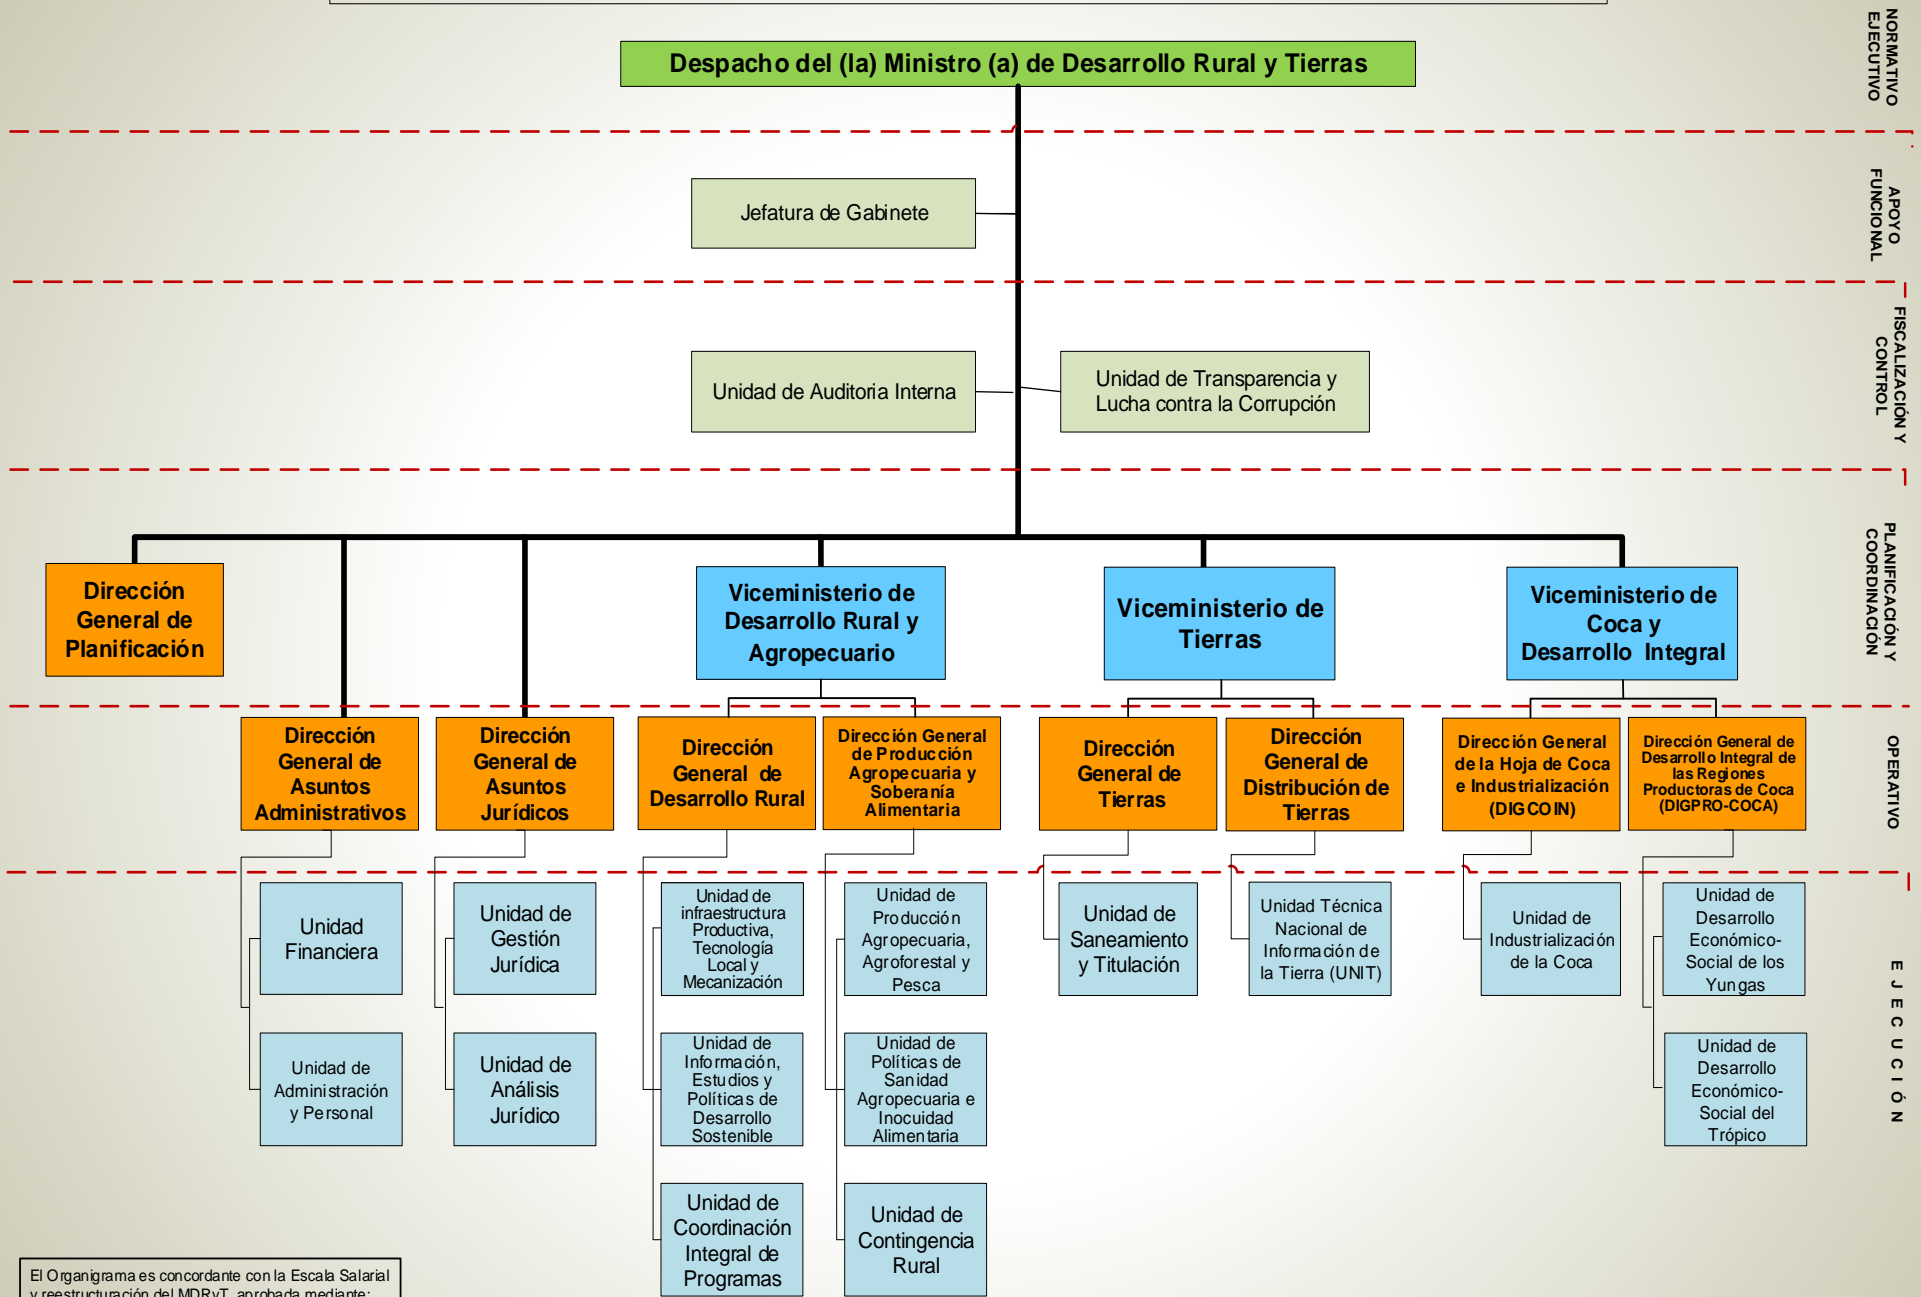 Despacho del (la) Ministro (a) de Desarrollo Rural y Tierras
NORMATIVO
EJECUTIVO
Jefatura de Gabinete
APOYO
FUNCIONAL
Unidad de Auditoria Interna
Unidad de Transparencia y
Lucha contra la Corrupción
FISCALIZACIÓN Y
CONTROL
Dirección
General de
Planificación
Viceministerio de
Desarrollo Rural y
Agropecuario
Viceministerio de
Tierras
Viceministerio de
Coca y
Desarrollo Integral
PLANIFICACIÓN Y
COORDINACIÓN
Dirección
General de
Asuntos
Administrativos
Dirección
General de
Asuntos
Jurídicos
Dirección
General de
Desarrollo Rural
Dirección General
de Producción
Agropecuaria y
Soberanía
Alimentaria
Dirección
General de
Tierras
Dirección
General de
Distribución de
Tierras
Dirección General
de la Hoja de Coca
e Industrialización
(DIGCOIN)
Dirección General de
Desarrollo Integral de
las Regiones
Productoras de Coca
(DIGPRO-COCA)
OPERATIVO
Unidad
Financiera
Unidad de
Gestión
Jurídica
Unidad de
infraestructura
Productiva,
Tecnología
Local y
Mecanización
Unidad de
Producción
Agropecuaria,
Agroforestal y
Pesca
Unidad de
Saneamiento
y Titulación
Unidad Técnica
Nacional de
Información de
la Tierra (UNIT)
Unidad de
Industrialización
de la Coca
Unidad de
Desarrollo
Económico-
Social de los
Yungas
EJECUCIÓN
Unidad de
Administración
y Personal
Unidad de
Análisis
Jurídico
Unidad de
Información,
Estudios y
Políticas de
Desarrollo
Sostenible
Unidad de
Políticas de
Sanidad
Agropecuaria e
Inocuidad
Alimentaria
Unidad de
Desarrollo
Económico-
Social del
Trópico
Unidad de
Coordinación
Integral de
Programas
Unidad de
Contingencia
Rural
El Organigrama es concordante con la Escala Salarial
y reestructuración del MDRyT, aprobada mediante: